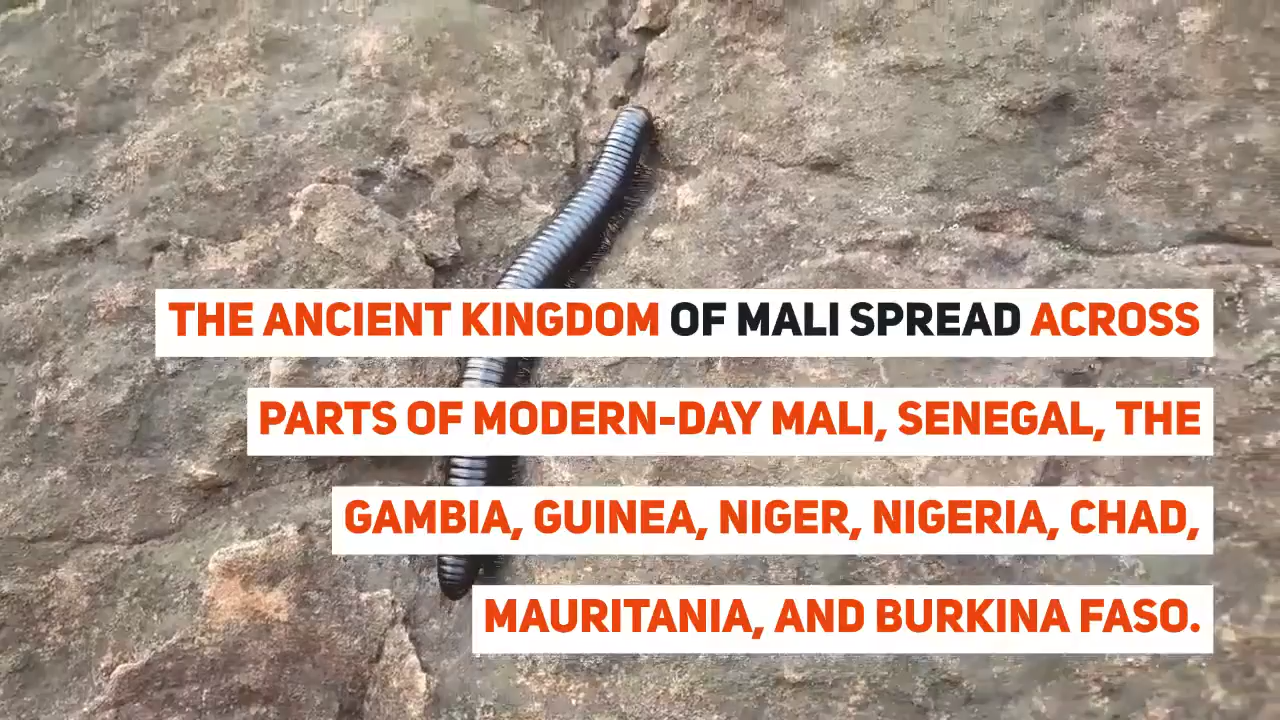 THE ANCIENT KINGDOM OF MALI SPREAD ACROSS
PARTS OF MODERN-DAY MALI, SENEGAL, THE
GAMBIA, GUINEA, NIGER, NIGERIA, CHAD,
MAURITANIA, AND BURKINA FASO.